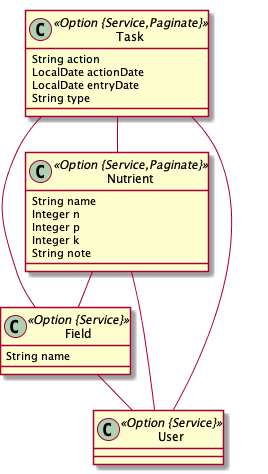 C <<Option {Service,Paginate}>>
Task
String action
LocalDate actionDate
LocalDate entryDate
String type
C <<Option {Service,Paginate}>>
Nutrient
String name
Integer n
Integer p
Integer k
String note
C <<Option {Service}>>
Field
String name
C <<Option {Service}>>
User